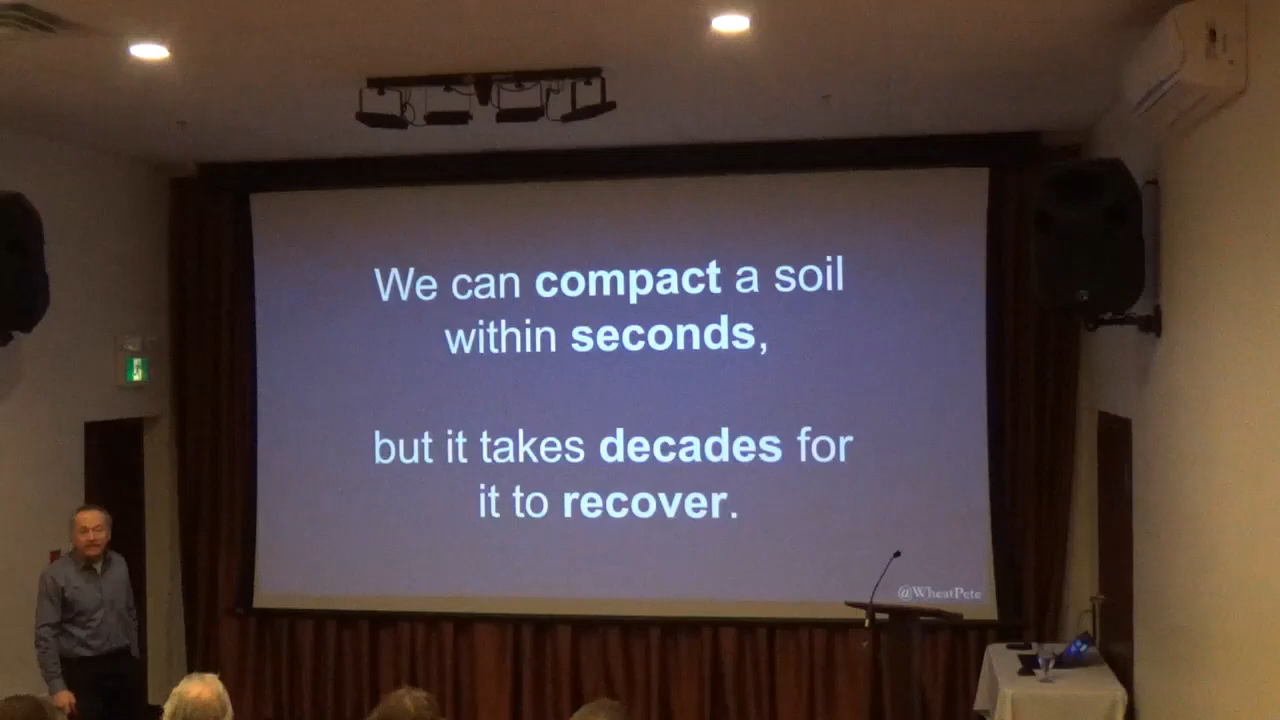 We can compact a soil
within seconds,
but it takes decades for
it to recover.
@WheatPete